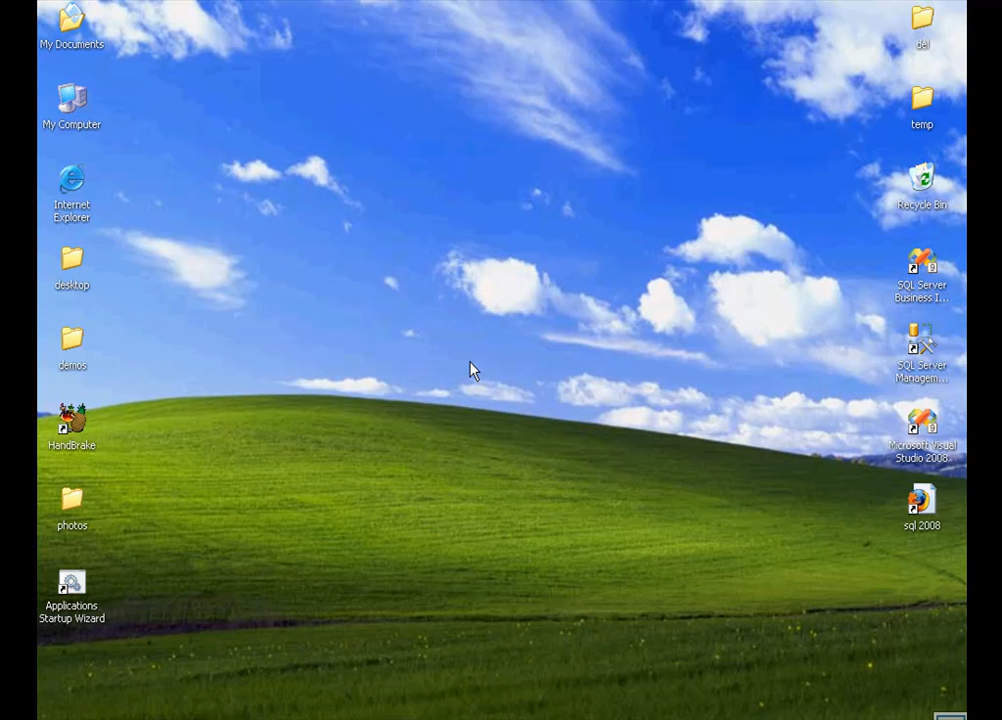 My Documents
My Computer
Internet
Explorer
desktop
demos
HandBrake
photos
Applications
Startup Wizard
del
temp
Recycle Bin
SQL Server
Business I...
SQL Server
Managem...
Microsoft Visual
Studio 2008
sql 2008